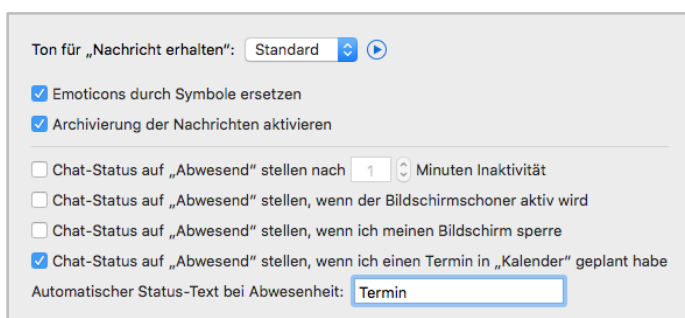 Ton für „Nachricht erhalten“: Standard
Emoticons durch Symbole ersetzen
Archivierung der Nachrichten aktivieren
Chat-Status auf „Abwesend“ stellen nach 1 Minuten Inaktivität
Chat-Status auf „Abwesend“ stellen, wenn der Bildschirmschoner aktiv wird
Chat-Status auf „Abwesend“ stellen, wenn ich meinen Bildschirm sperre
Chat-Status auf „Abwesend“ stellen, wenn ich einen Termin in „Kalender“ geplant habe
Automatischer Status-Text bei Abwesenheit: Termin